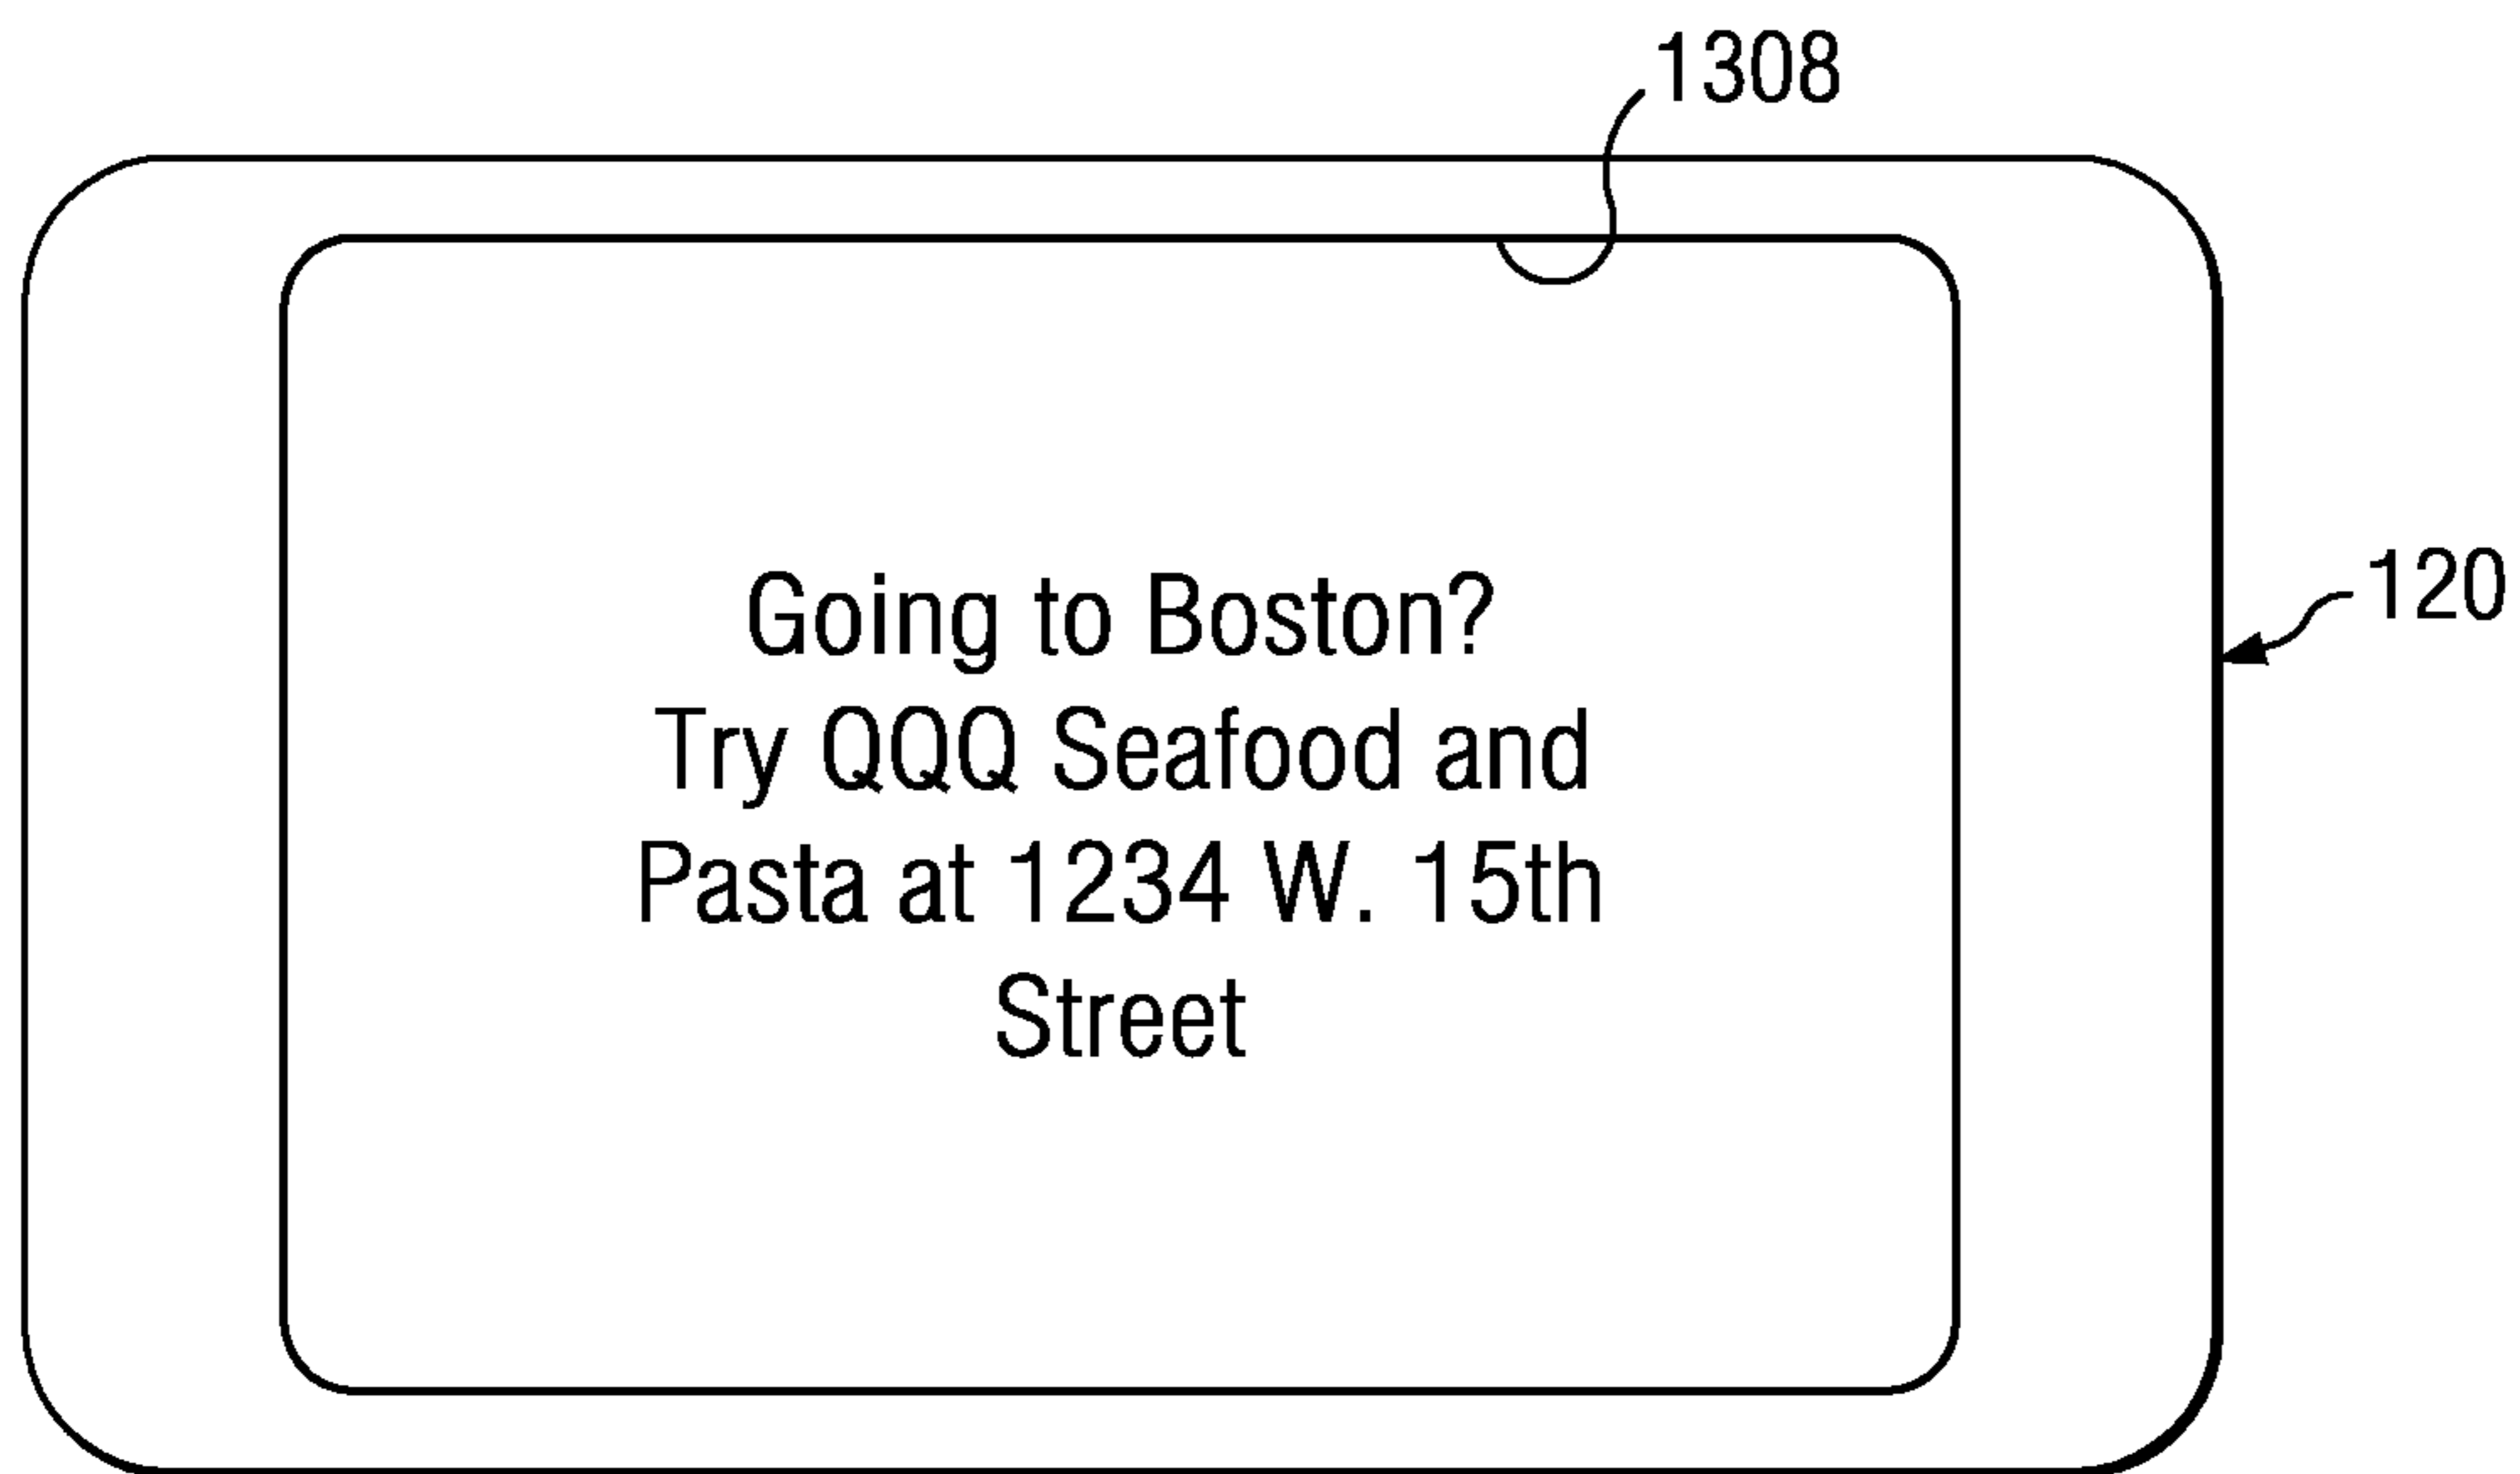 1308
120
Going to Boston?
Try QQQ Seafood and
Pasta at 1234 W. 15th
Street